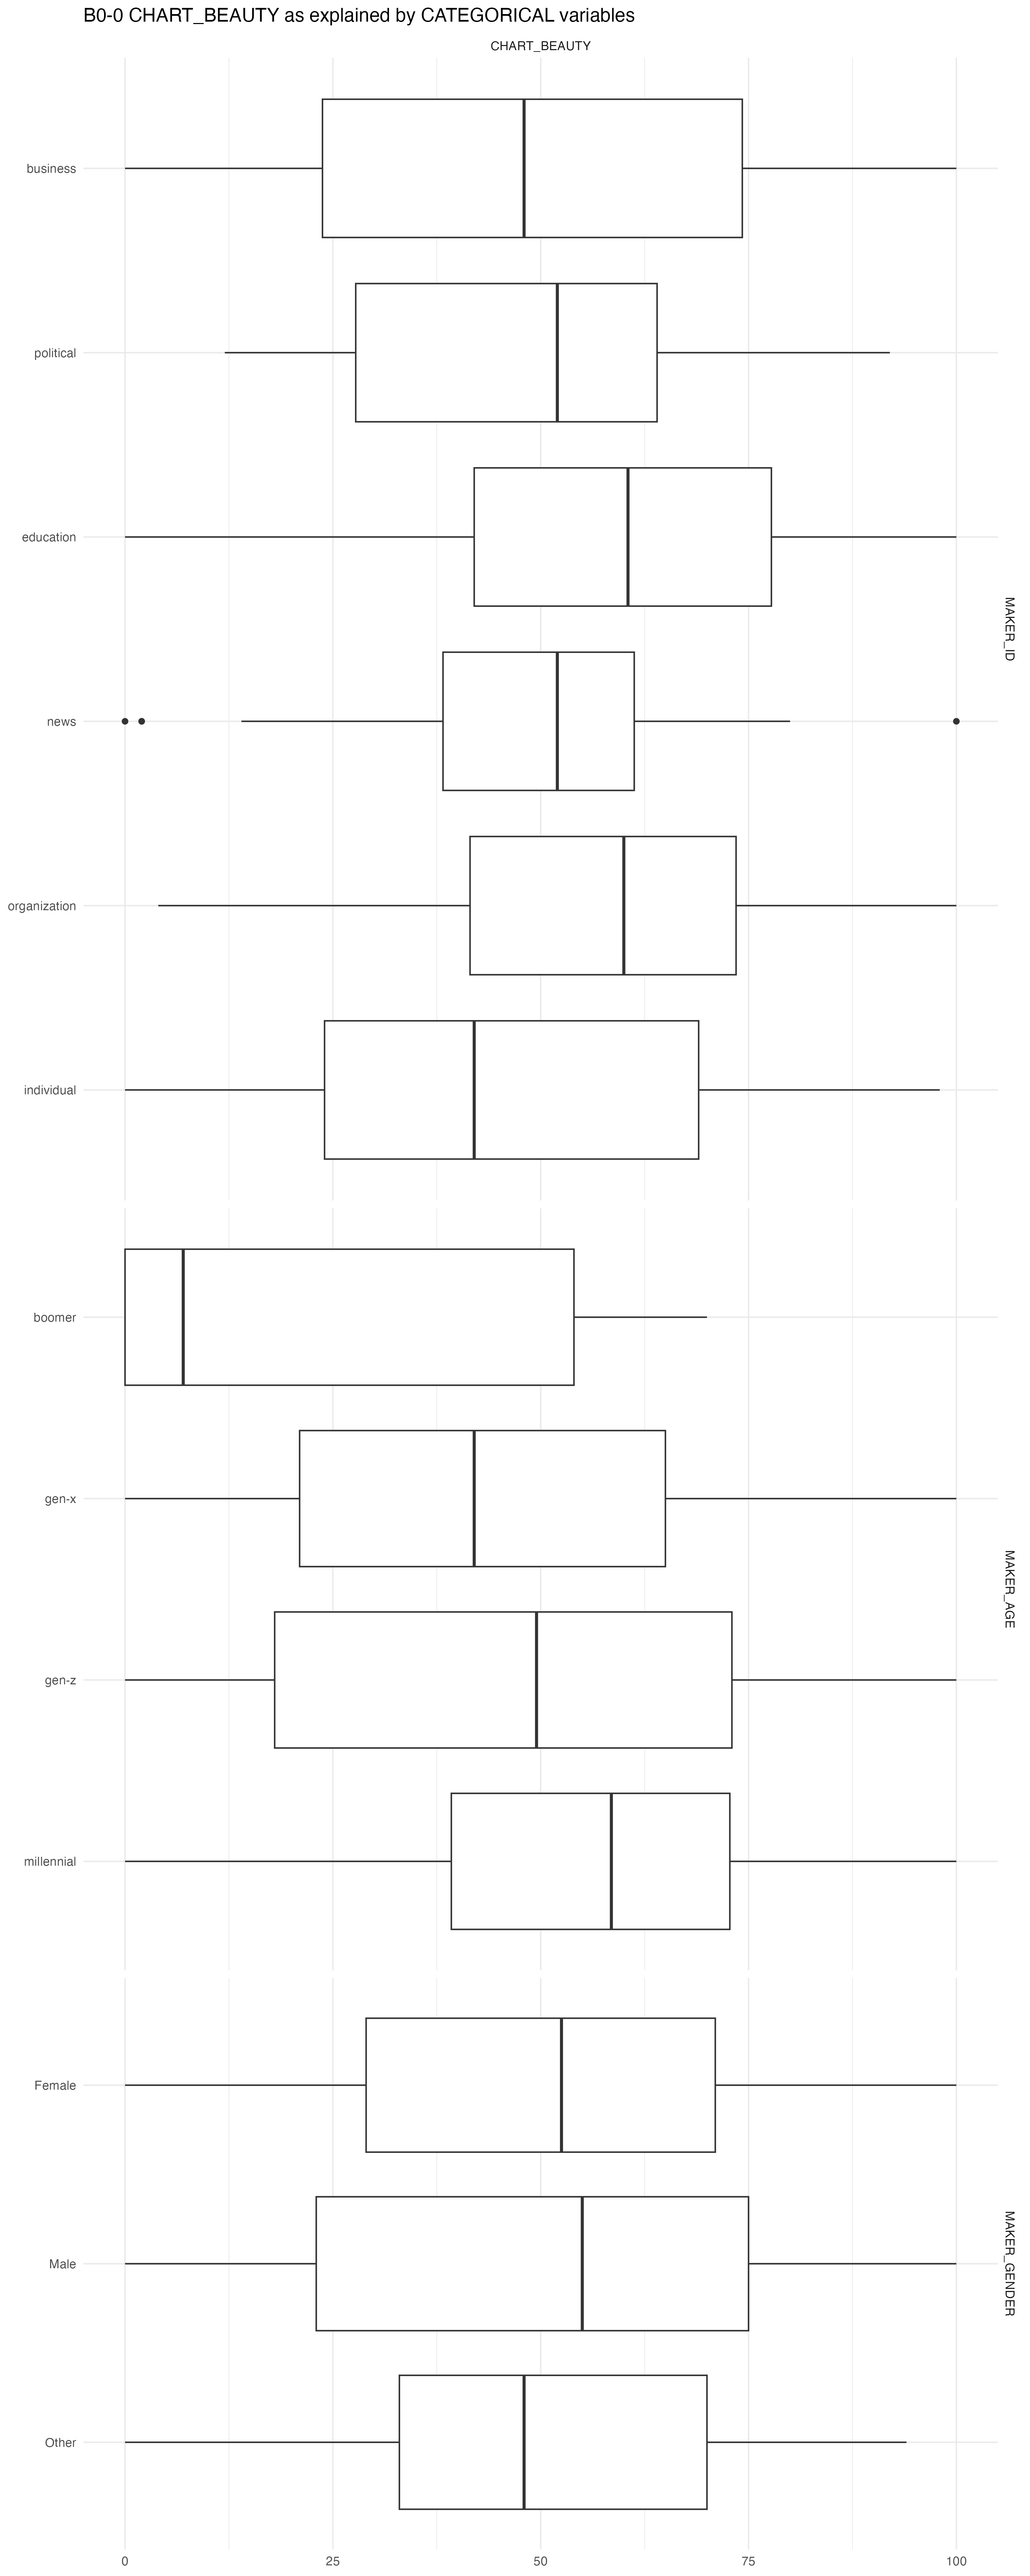 B0-0 CHART_BEAUTY as explained by CATEGORICAL variables
CHART_BEAUTY
business
political
education
news
organization
individual
MAKER_ID
boomer
gen-x
gen-z
millennial
MAKER_AGE
Female
Male
Other
MAKER_GENDER
0 25 50 75 100